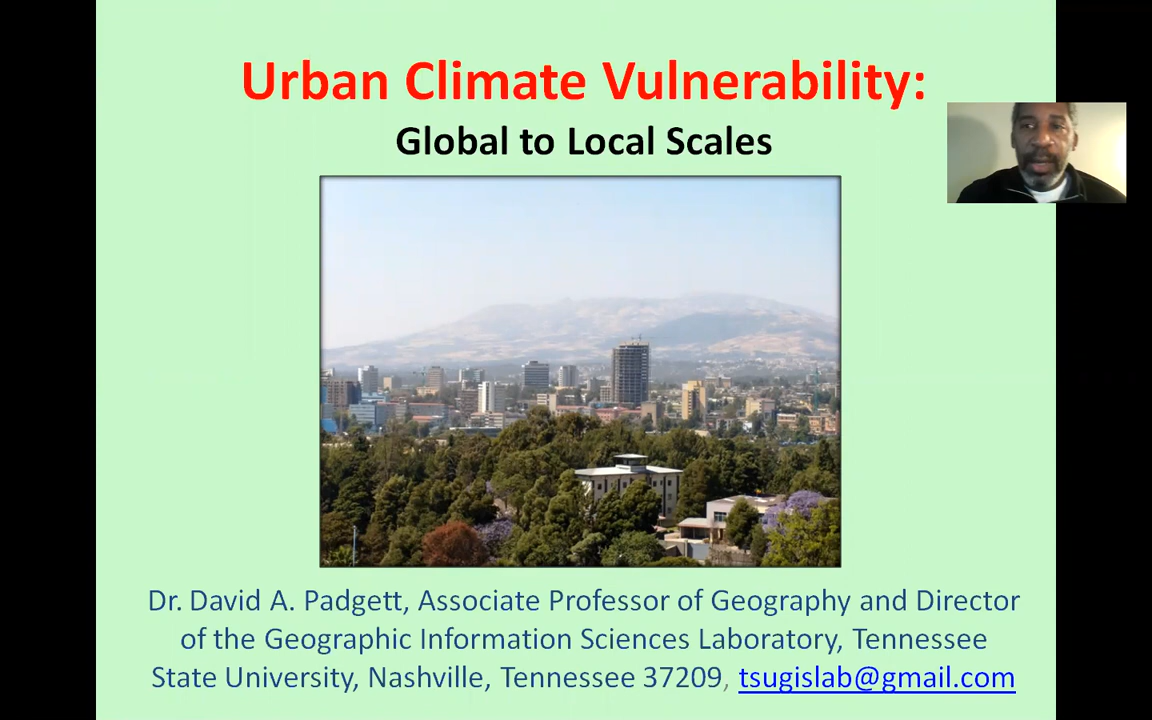 Urban Climate Vulnerability:
Global to Local Scales
Dr. David A. Padgett, Associate Professor of Geography and Director
of the Geographic Information Sciences Laboratory, Tennessee
State University, Nashville, Tennessee 37209, tsugislab@gmail.com